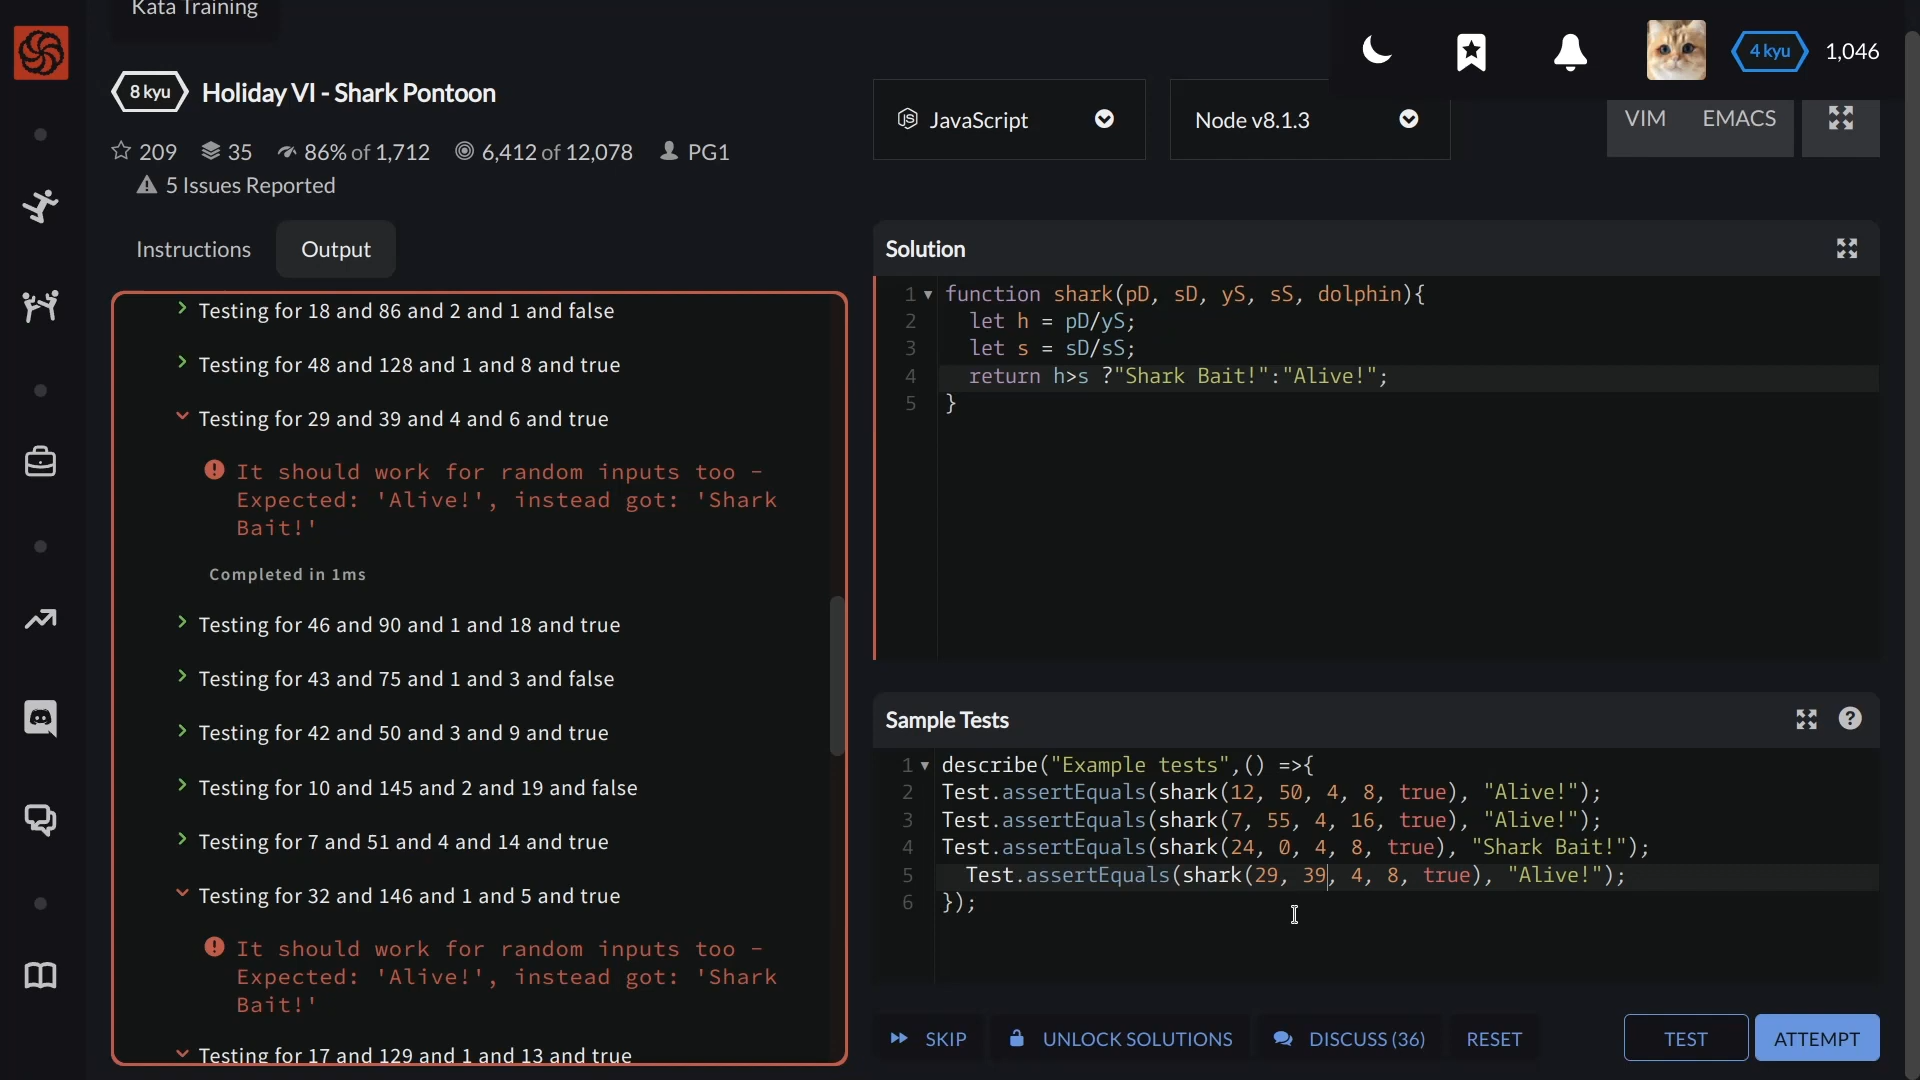 Kata Training
8 kyu
Holiday VI - Shark Pontoon
209 35 86% of 1,712 6,412 of 12,078 PG1
5 Issues Reported
JavaScript
Node v8.1.3
4 kyu
1,046
VIM EMACS
Instructions
Output
Testing for 18 and 86 and 2 and 1 and false
Testing for 48 and 128 and 1 and 8 and true
Testing for 29 and 39 and 4 and 6 and true
It should work for random inputs too -
Expected: 'Alive!', instead got: 'Shark
Bait!'
Completed in 1ms
Testing for 46 and 90 and 1 and 18 and true
Testing for 43 and 75 and 1 and 3 and false
Testing for 42 and 50 and 3 and 9 and true
Testing for 10 and 145 and 2 and 19 and false
Testing for 7 and 51 and 4 and 14 and true
Testing for 32 and 146 and 1 and 5 and true
It should work for random inputs too -
Expected: 'Alive!', instead got: 'Shark
Bait!'
Testing for 17 and 129 and 1 and 13 and true
Solution
1 function shark(pD, sD, yS, sS, dolphin){
2 let h = pD/yS;
3 let s = sD/sS;
4 return h>s ?"Shark Bait!":"Alive!";
5 }
Sample Tests
1 describe("Example tests",() =>{
2 Test.assertEquals(shark(12, 50, 4, 8, true), "Alive!");
3 Test.assertEquals(shark(7, 55, 4, 16, true), "Alive!");
4 Test.assertEquals(shark(24, 0, 4, 8, true), "Shark Bait!");
5 Test.assertEquals(shark(29, 39, 4, 8, true), "Alive!");
6 });
SKIP
UNLOCK SOLUTIONS
DISCUSS (36)
RESET
TEST
ATTEMPT